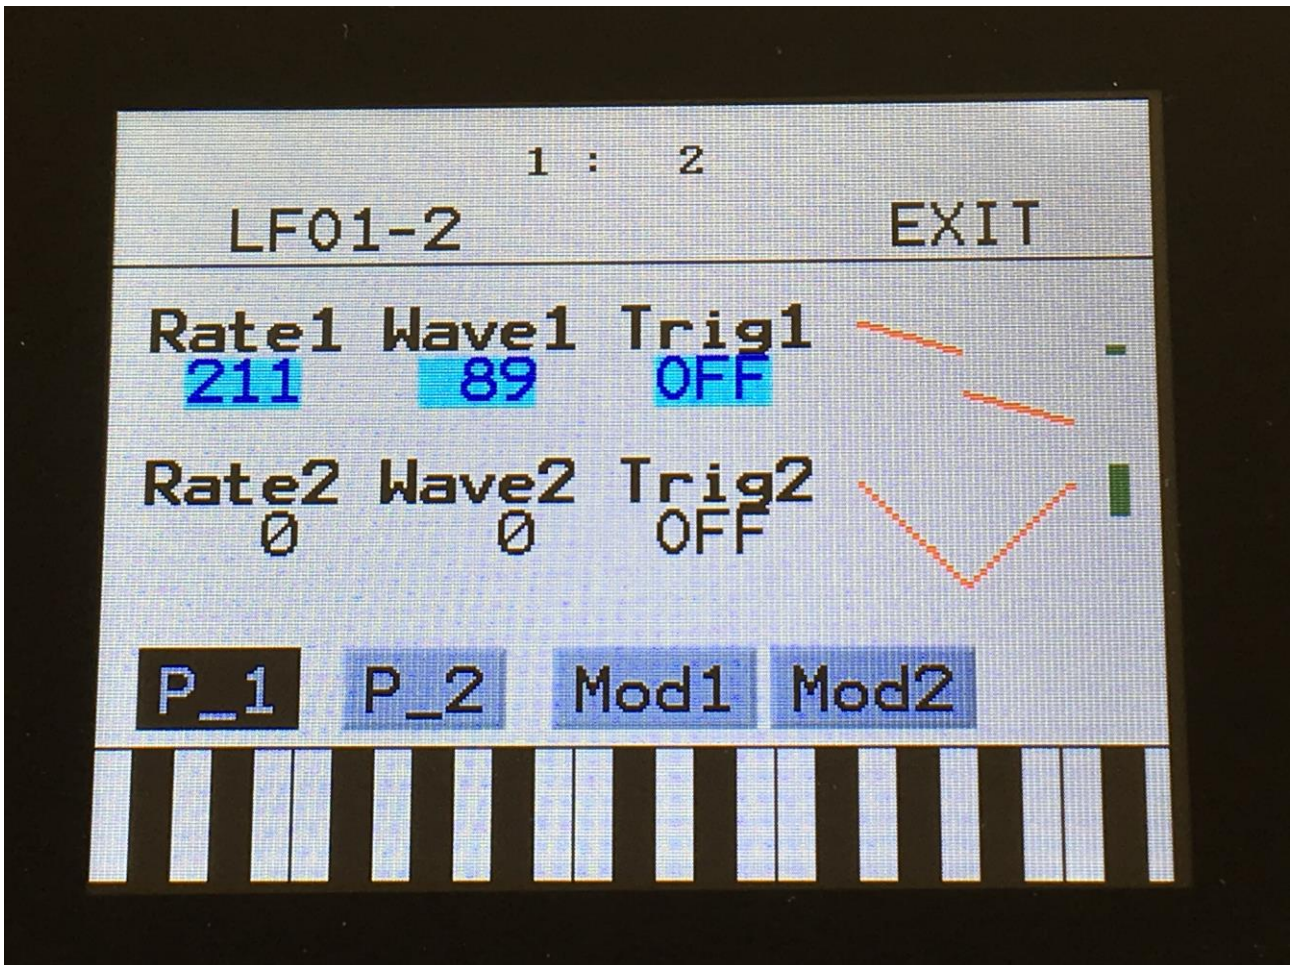 1 : 2
LFO1-2 EXIT
Rate1 Wave1 Trig1
211 89 OFF
Rate2 Wave2 Trig2
0 0 OFF
P_1 P_2 Mod1 Mod2